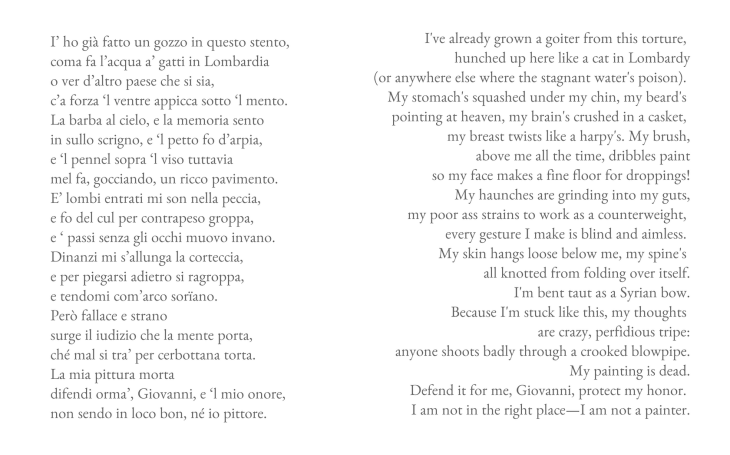 I’ ho già fatto un gozzo in questo stento,
coma fa l’acqua a’ gatti in Lombardia
o ver d’altro paese che si sia,
c’a forza ‘l ventre appicca sotto ‘l mento.
La barba al cielo, e la memoria sento
in sullo scrigno, e ‘l petto fo d’arpia,
e ‘l pennel sopra ‘l viso tuttavia
mel fa, gocciando, un ricco pavimento.
E’ lombi entrati mi son nella peccia,
e fo del cul per contrapeso groppa,
e ‘ passi senza gli occhi muovo invano.
Dinanzi mi s’allunga la corteccia,
e per piegarsi adietro si ragroppa,
e tendomi com’arco sorïano.
Però fallace e strano
surge il iudizio che la mente porta,
ché mal si tra’ per cerbottana torta.
La mia pittura morta
difendi orma’, Giovanni, e ‘l mio onore,
non sendo in loco bon, né io pittore.
I've already grown a goiter from this torture,
hunched up here like a cat in Lombardy
(or anywhere else where the stagnant water's poison).
My stomach's squashed under my chin, my beard's
pointing at heaven, my brain's crushed in a casket,
my breast twists like a harpy's. My brush,
above me all the time, dribbles paint
so my face makes a fine floor for droppings!
My haunches are grinding into my guts,
my poor ass strains to work as a counterweight,
every gesture I make is blind and aimless.
My skin hangs loose below me, my spine's
all knotted from folding over itself.
I'm bent taut as a Syrian bow.
Because I'm stuck like this, my thoughts
are crazy, perfidious tripe:
anyone shoots badly through a crooked blowpipe.
My painting is dead.
Defend it for me, Giovanni, protect my honor.
I am not in the right place—I am not a painter.